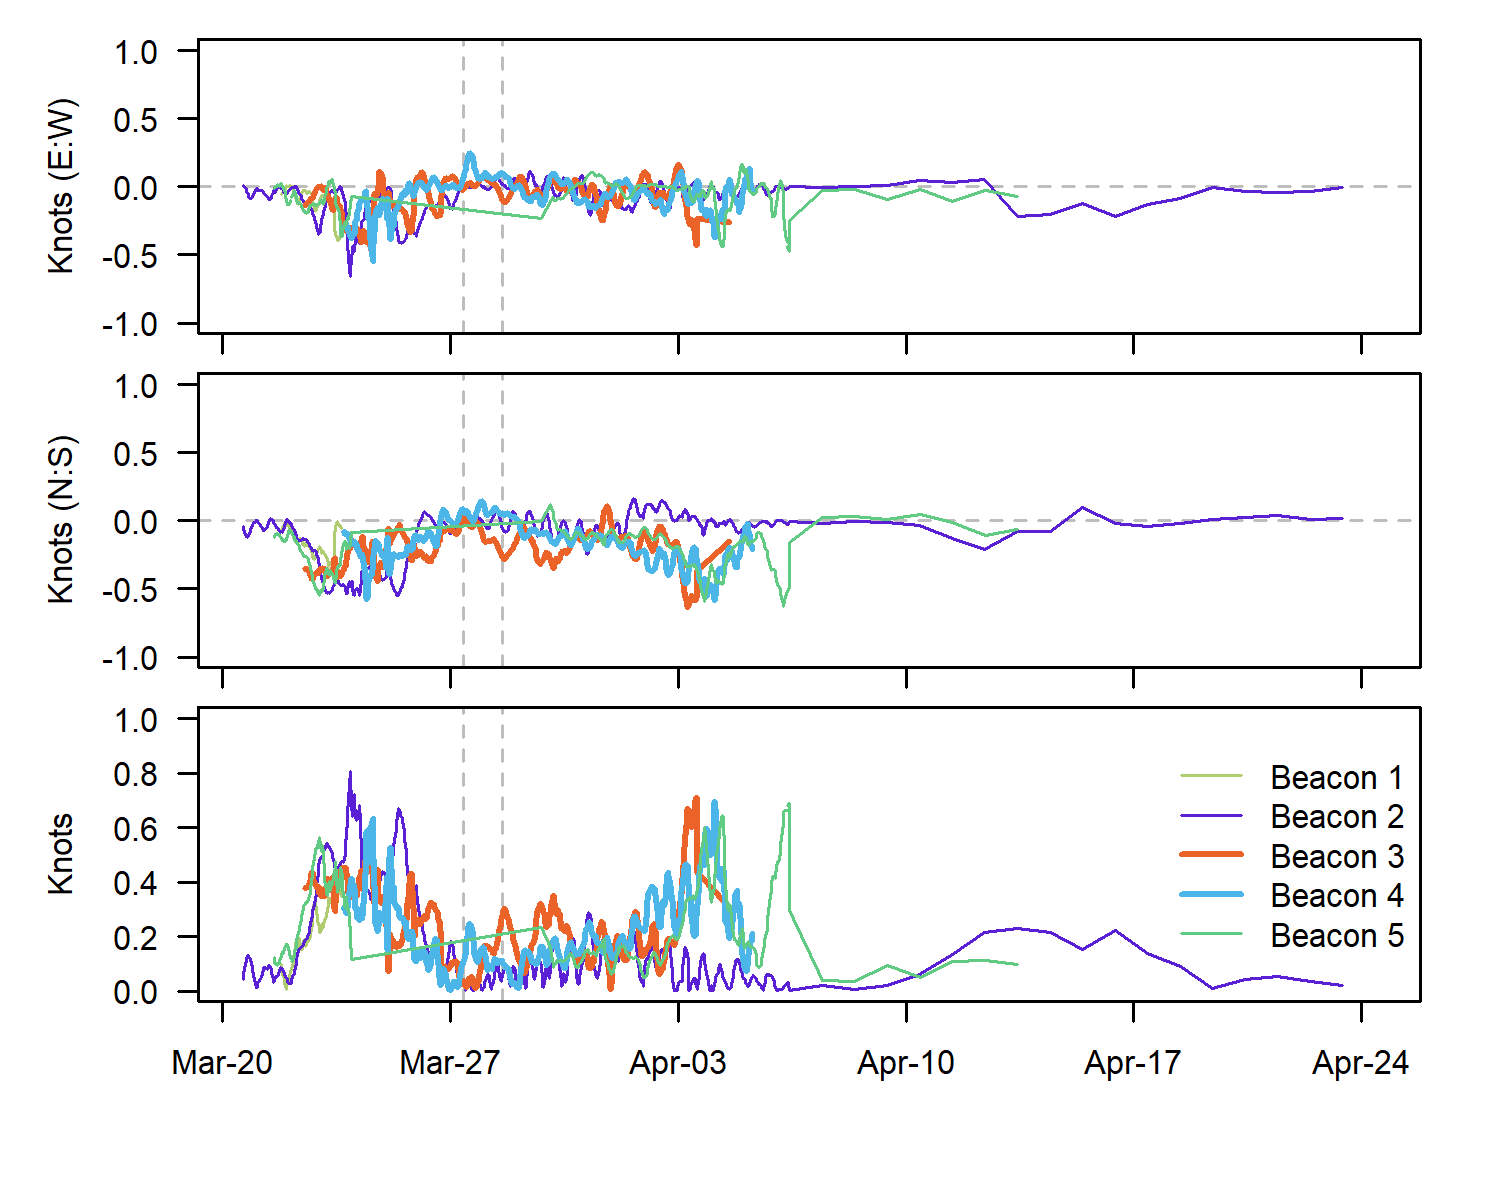 Knots (E:W)
1.0
0.5
0.0
-0.5
-1.0
Knots (N:S)
1.0
0.5
0.0
-0.5
-1.0
Knots
1.0
0.8
0.6
0.4
0.2
0.0
Beacon 1
Beacon 2
Beacon 3
Beacon 4
Beacon 5
Mar-20 Mar-27 Apr-03 Apr-10 Apr-17 Apr-24